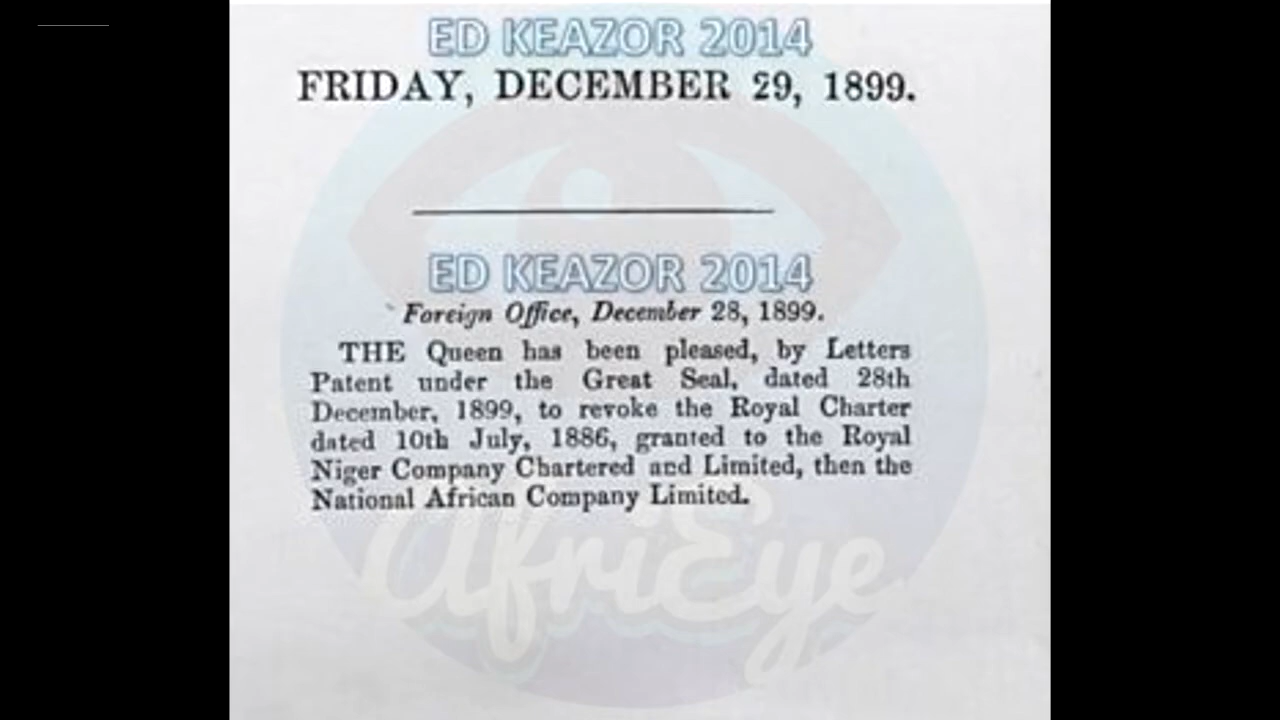 ED KEAZOR 2014
FRIDAY, DECEMBER 29, 1899.
ED KEAZOR 2014
Foreign Office, December 28, 1899.
THE Queen has been pleased, by Letters
Patent under the Great Seal, dated 28th
December, 1899, to revoke the Royal Charter
dated 10th July, 1886, granted to the Royal
Niger Company Chartered and Limited, then the
National African Company Limited.
AfriEye